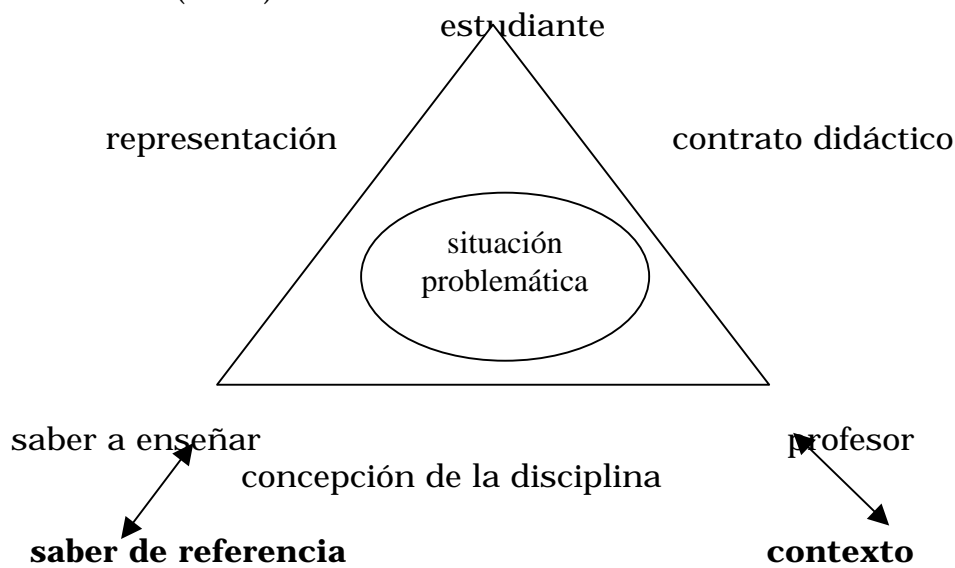 estudiante
representación
contrato didáctico
situación
problemática
saber a enseñar
profesor
concepción de la disciplina
saber de referencia
contexto